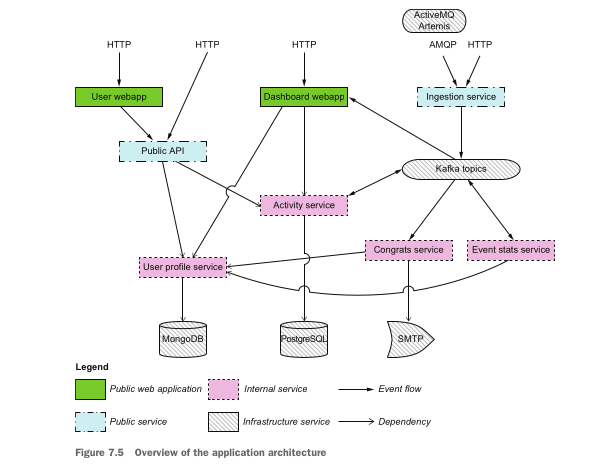 ActiveMQ
Artemis
HTTP
HTTP
HTTP
AMQP
HTTP
User webapp
Dashboard webapp
Ingestion service
Public API
Kafka topics
Activity service
Congrats service
Event stats service
User profile service
MongoDB
PostgreSQL
SMTP
Legend
Public web application
Internal service
Event flow
Public service
Infrastructure service
Dependency
Figure 7.5 Overview of the application architecture